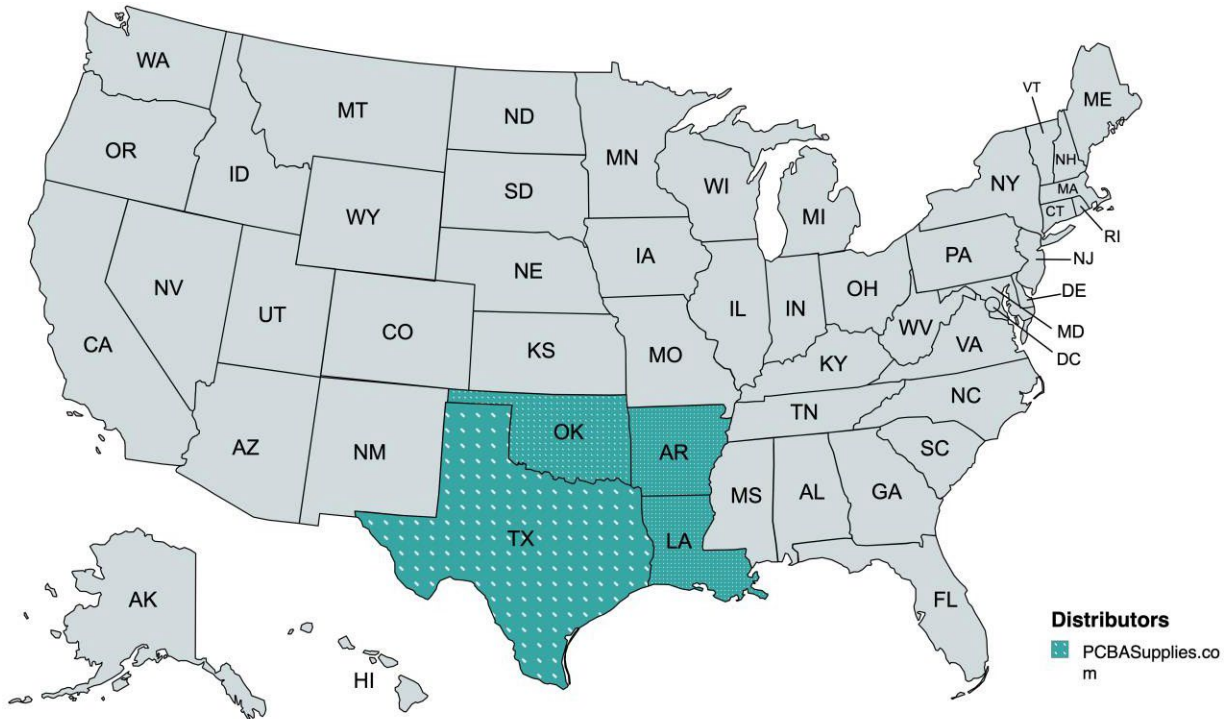 WA
MT
ND
MN
VT
ME
OR
ID
SD
WI
NH
NY
MA
WY
MI
CT
RI
IA
PA
NJ
NE
NV
UT
CO
IL
IN
OH
DE
WV
MD
CA
KS
MO
KY
VA
DC
NC
TN
AZ
NM
OK
AR
SC
MS
AL
GA
TX
LA
AK
FL
HI
Distributors
PCBASupplies.co
m